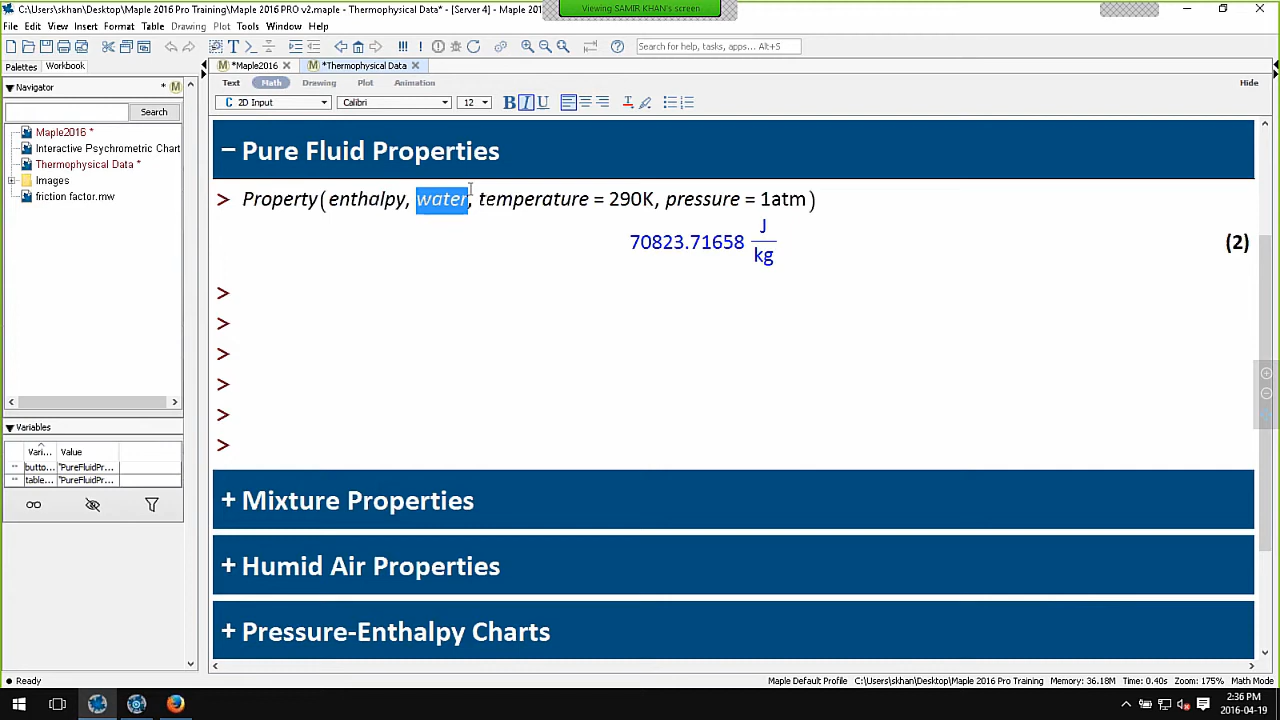 C:\Users\skhan\Desktop\Maple 2016 Pro Training\Maple 2016 PRO v2.maple - Thermophysical Data* - [Server 4] - Maple 201
Viewing SAMIR KHAN's screen
File Edit View Insert Format Table Drawing Plot Tools Window Help
Search for help, tasks, apps... Alt+S
Palettes Workbook
*Maple2016 *Thermophysical Data
Text Math Drawing Plot Animation Hide
Navigator
2D Input Calibri 12 B I U
Search
Maple2016 *
Interactive Psychrometric Chart
Thermophysical Data *
Images
friction factor.mw
− Pure Fluid Properties
> Property(enthalpy, water, temperature = 290K, pressure = 1atm)
70823.71658 J/kg (2)
>
>
>
>
>
>
Variables
Vari... Value
butto... "PureFluidPr...
table... "PureFluidPr...
+ Mixture Properties
+ Humid Air Properties
+ Pressure-Enthalpy Charts
Ready
Maple Default Profile C:\Users\skhan\Desktop\Maple 2016 Pro Training Memory: 36.18M Time: 0.40s Zoom: 175% Math Mode
2:36 PM
2016-04-19